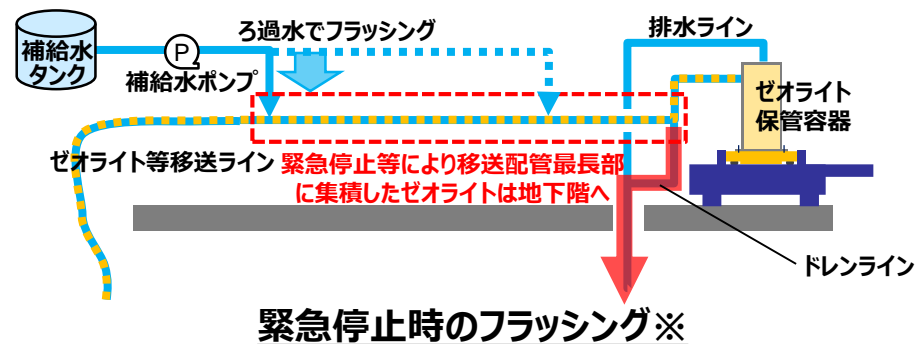 補給水
タンク
P
補給水ポンプ
ろ過水でフラッシング
排水ライン
ゼオライト
保管容器
ゼオライト等移送ライン
緊急停止等により移送配管最長部
に集積したゼオライトは地下階へ
ドレンライン
緊急停止時のフラッシング※